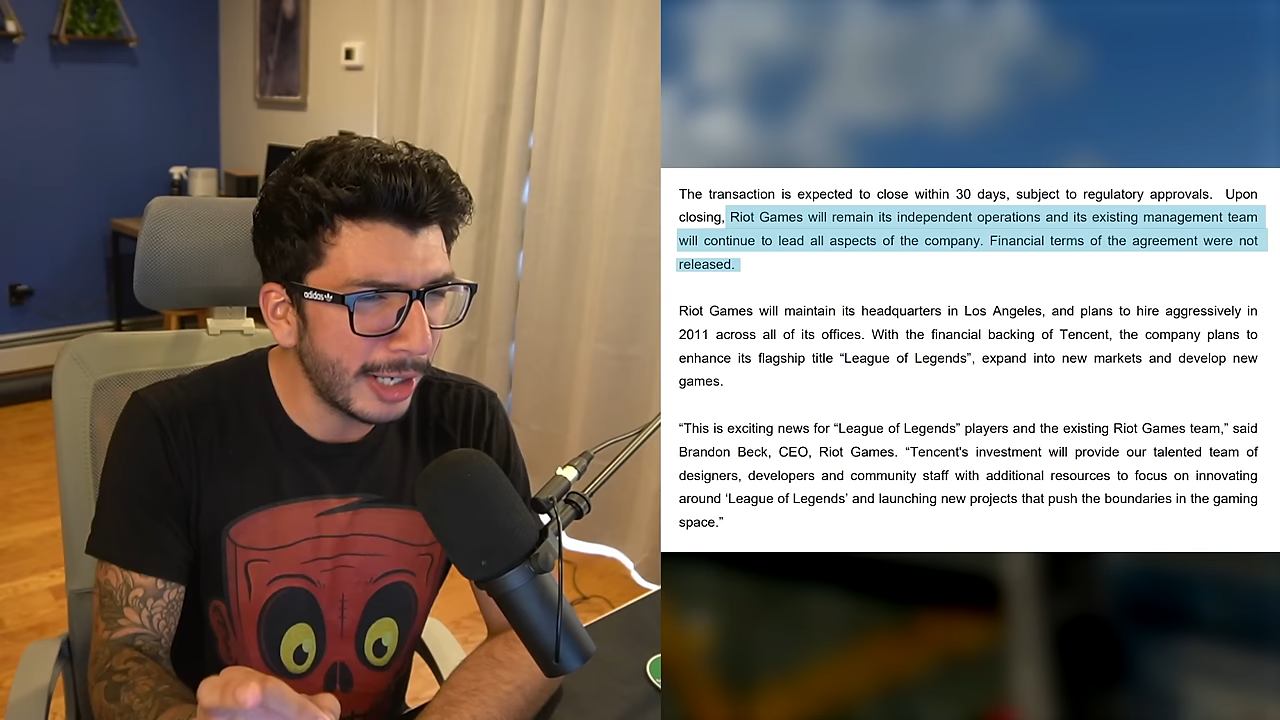 adidas
The transaction is expected to close within 30 days, subject to regulatory approvals. Upon
closing, Riot Games will remain its independent operations and its existing management team
will continue to lead all aspects of the company. Financial terms of the agreement were not
released.
Riot Games will maintain its headquarters in Los Angeles, and plans to hire aggressively in
2011 across all of its offices. With the financial backing of Tencent, the company plans to
enhance its flagship title “League of Legends”, expand into new markets and develop new
games.
“This is exciting news for “League of Legends” players and the existing Riot Games team,” said
Brandon Beck, CEO, Riot Games. “Tencent's investment will provide our talented team of
designers, developers and community staff with additional resources to focus on innovating
around ‘League of Legends’ and launching new projects that push the boundaries in the gaming
space.”